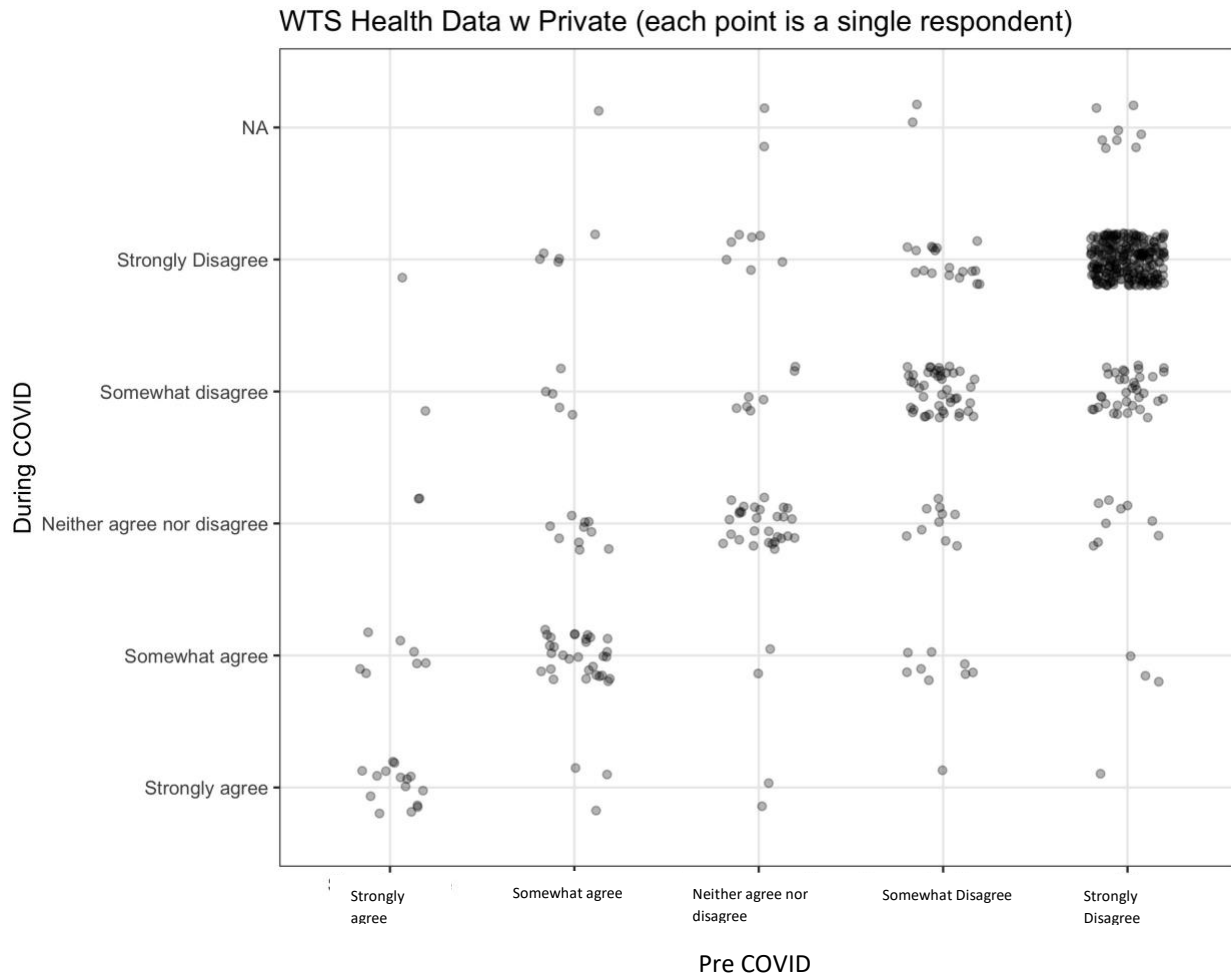 WTS Health Data w Private (each point is a single respondent)
NA
Strongly Disagree
Somewhat disagree
Neither agree nor disagree
Somewhat agree
Strongly agree
During COVID
Strongly
agree
Somewhat agree
Neither agree nor
disagree
Somewhat Disagree
Strongly
Disagree
Pre COVID